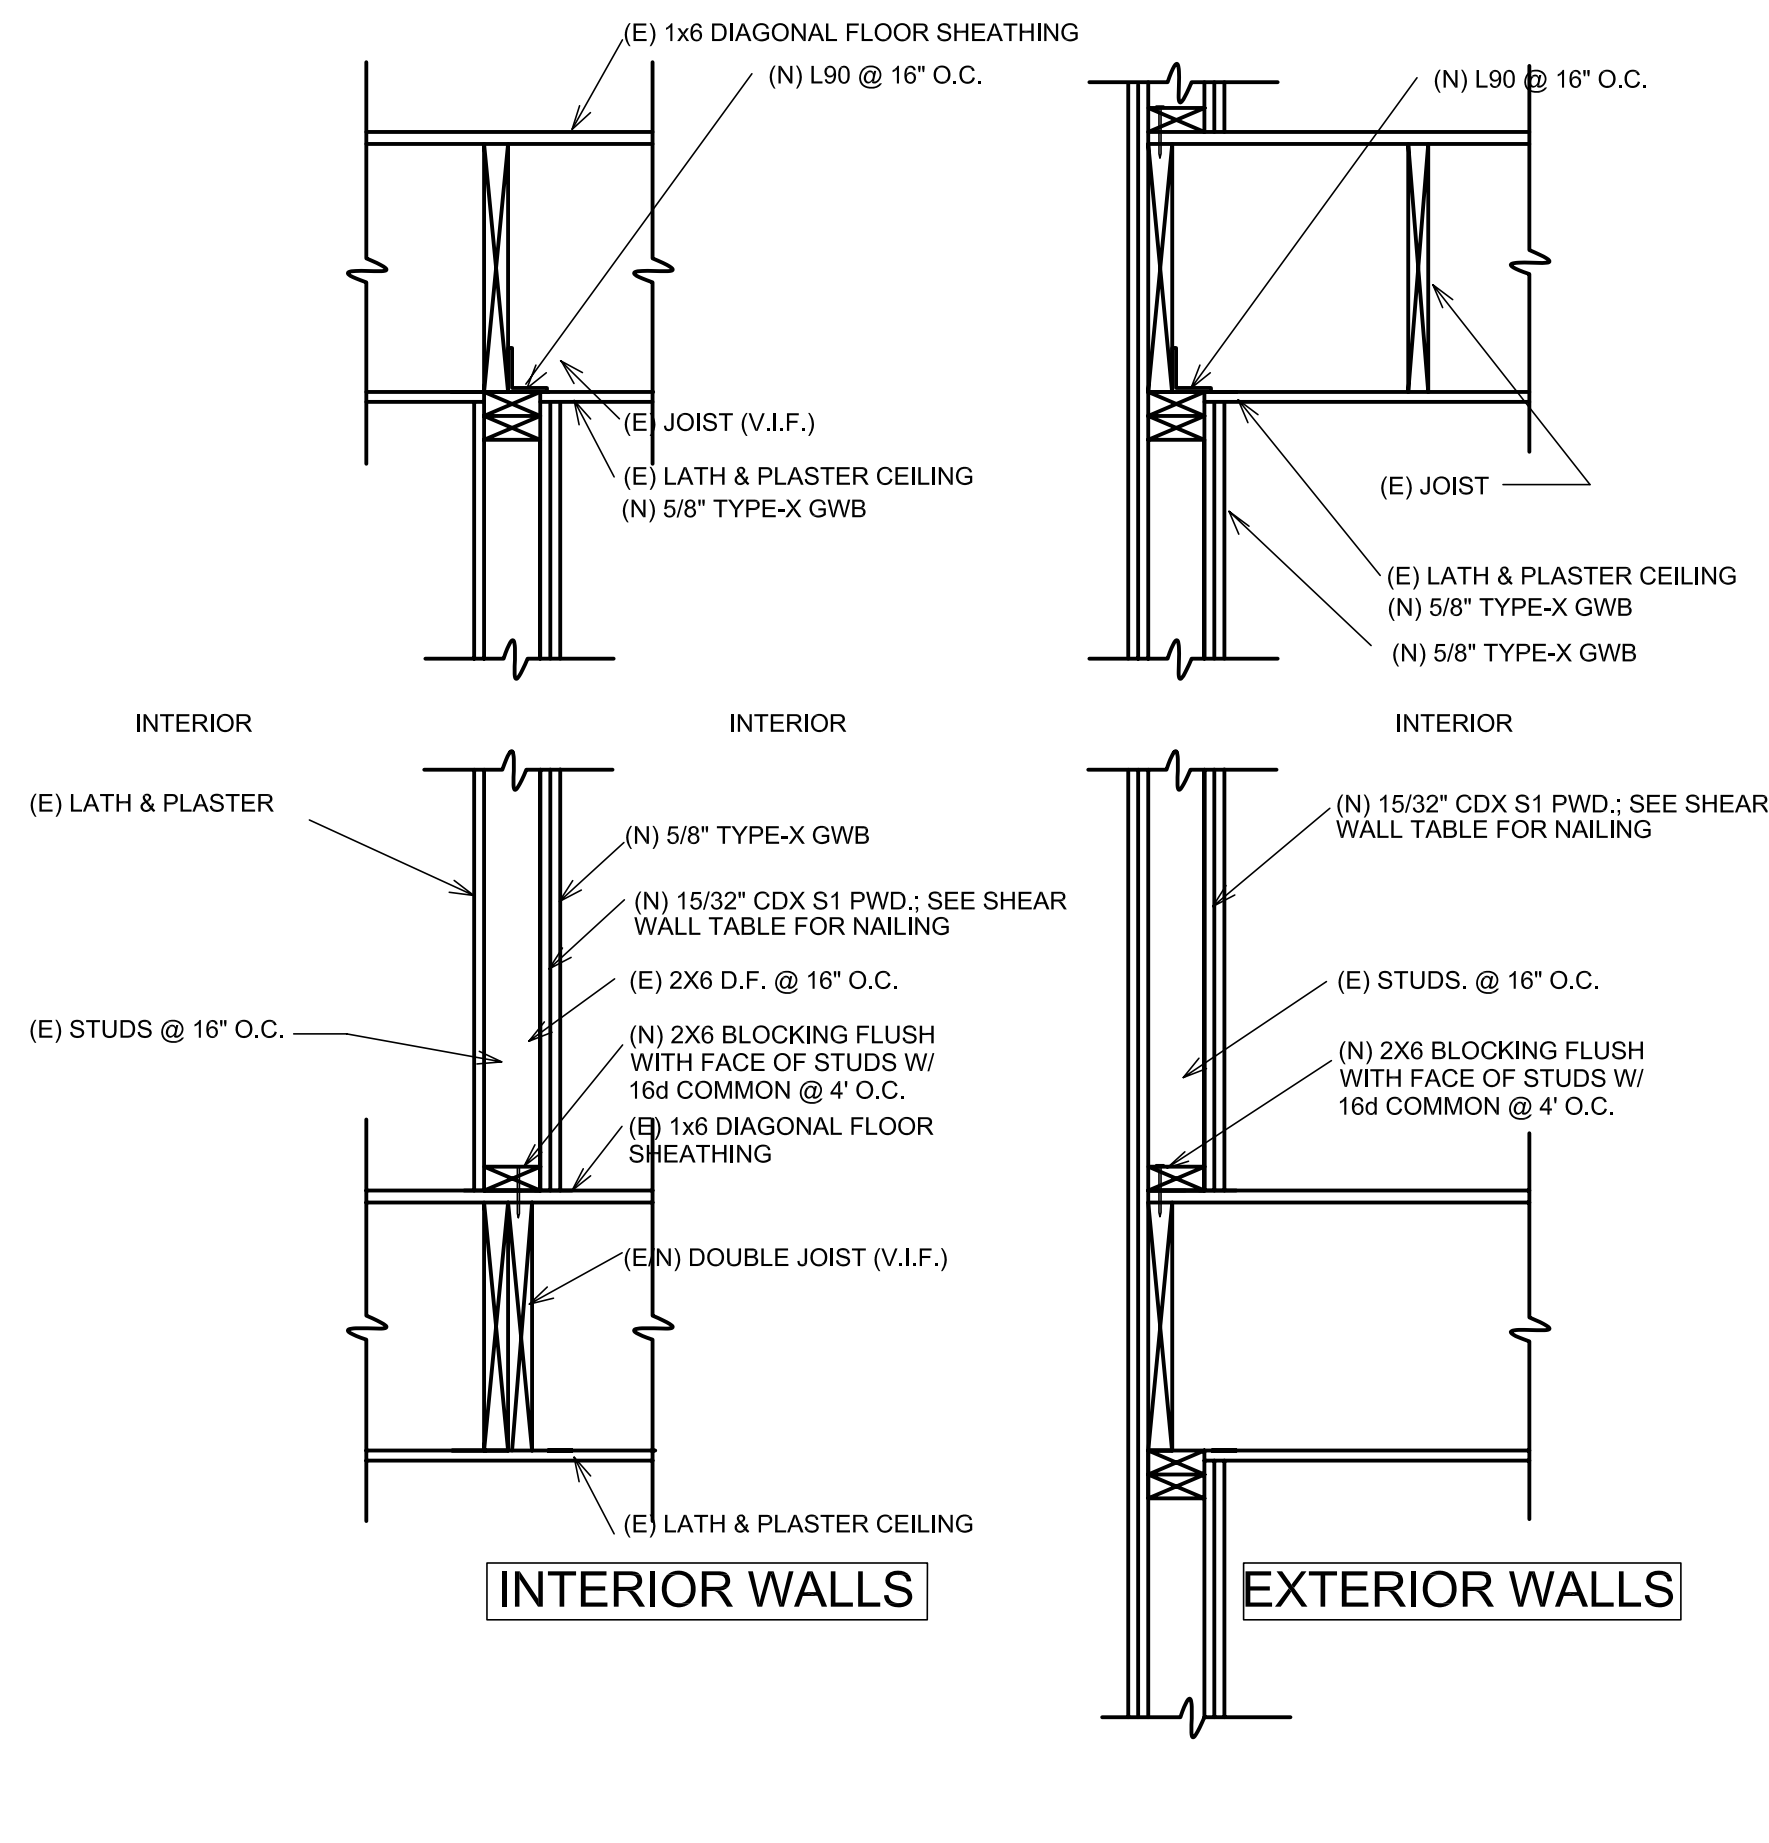 (E) 1x6 DIAGONAL FLOOR SHEATHING
(N) L90 @ 16" O.C.
(E) JOIST (V.I.F.)
(E) LATH & PLASTER CEILING
(N) 5/8" TYPE-X GWB
(N) L90 @ 16" O.C.
(E) JOIST
(E) LATH & PLASTER CEILING
(N) 5/8" TYPE-X GWB
(N) 5/8" TYPE-X GWB
INTERIOR
INTERIOR
INTERIOR
(E) LATH & PLASTER
(E) STUDS @ 16" O.C.
(N) 5/8" TYPE-X GWB
(N) 15/32" CDX S1 PWD.; SEE SHEAR
WALL TABLE FOR NAILING
(E) 2X6 D.F. @ 16" O.C.
(N) 2X6 BLOCKING FLUSH
WITH FACE OF STUDS W/
16d COMMON @ 4' O.C.
(E) 1x6 DIAGONAL FLOOR
SHEATHING
(E/N) DOUBLE JOIST (V.I.F.)
(E) LATH & PLASTER CEILING
INTERIOR WALLS
(N) 15/32" CDX S1 PWD.; SEE SHEAR
WALL TABLE FOR NAILING
(E) STUDS. @ 16" O.C.
(N) 2X6 BLOCKING FLUSH
WITH FACE OF STUDS W/
16d COMMON @ 4' O.C.
EXTERIOR WALLS